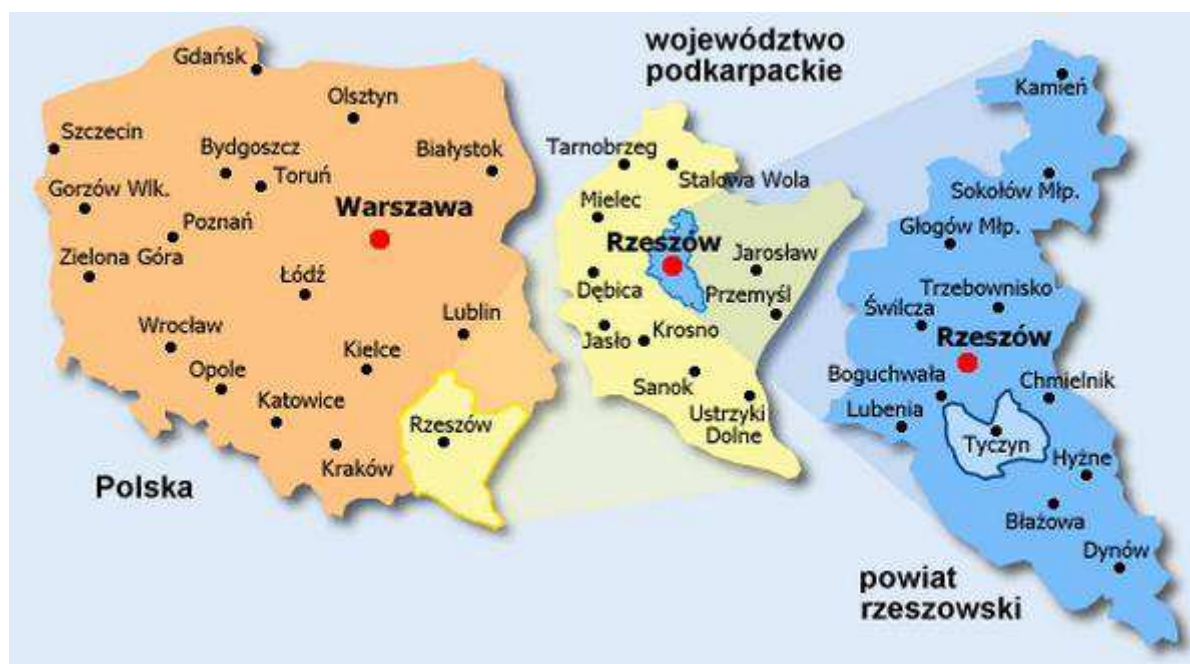 Gdańsk
Olsztyn
Szczecin
Bydgoszcz
Białystok
Toruń
Gorzów Wlk.
Warszawa
Poznań
Zielona Góra
Łódź
Wrocław
Lublin
Kielce
Opole
Katowice
Rzeszów
Kraków
Polska
województwo
podkarpackie
Tarnobrzeg
Stalowa Wola
Mielec
Rzeszów
Jarosław
Dębica
Przemyśl
Jasło
Krosno
Sanok
Ustrzyki
Dolne
Kamień
Sokołów Młp.
Głogów Młp.
Trzebownisko
Świlcza
Rzeszów
Boguchwała
Chmielnik
Lubenia
Tyczyn
Hyżne
Błażowa
Dynów
powiat
rzeszowski